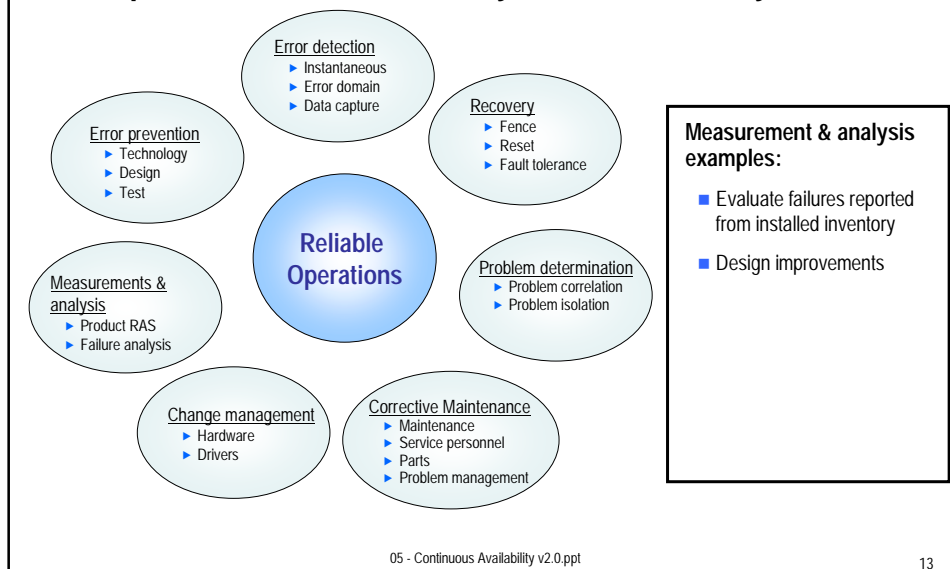 Error detection
► Instantaneous
► Error domain
► Data capture
Recovery
► Fence
► Reset
► Fault tolerance
Error prevention
► Technology
► Design
► Test
Reliable
Operations
Problem determination
► Problem correlation
► Problem isolation
Measurements &
analysis
► Product RAS
► Failure analysis
Change management
► Hardware
► Drivers
Corrective Maintenance
► Maintenance
► Service personnel
► Parts
► Problem management
Measurement & analysis
examples:
■ Evaluate failures reported
from installed inventory
■ Design improvements
05 - Continuous Availability v2.0.ppt
13